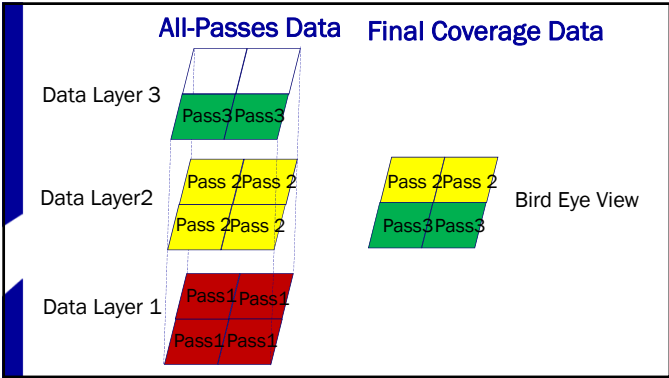 All-Passes Data
Final Coverage Data
Data Layer 3
Pass3 Pass3
Data Layer2
Pass 2 Pass 2
Pass 2 Pass 2
Pass 2 Pass 2
Pass3 Pass3
Bird Eye View
Data Layer 1
Pass1 Pass1
Pass1 Pass1